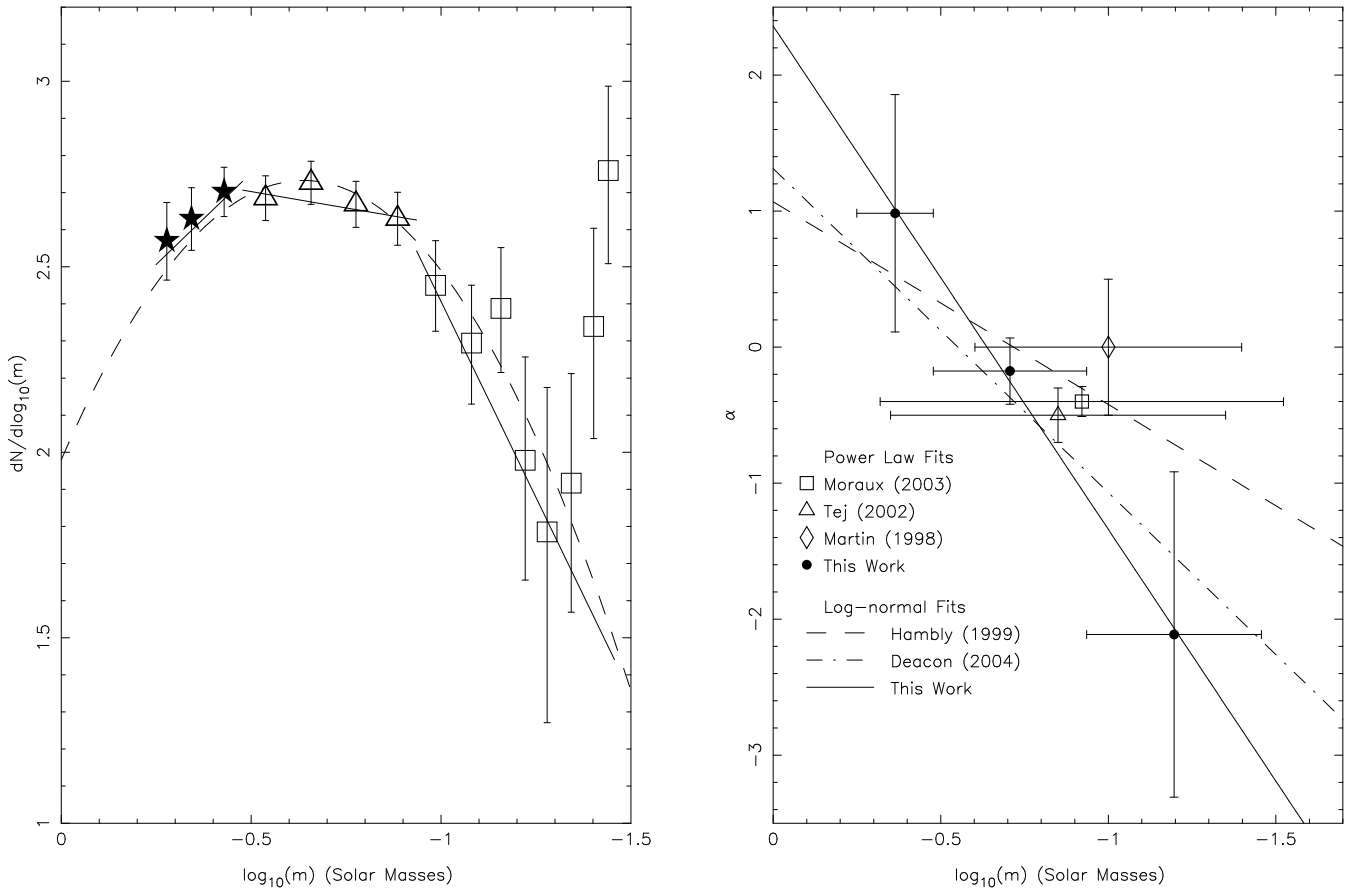 3
2.5
2
1.5
1
0
−0.5
−1
−1.5
dN/dlog10(m)
log10(m) (Solar Masses)
2
1
0
−1
−2
−3
0
−0.5
−1
−1.5
α
log10(m) (Solar Masses)
Power Law Fits
Moraux (2003)
Tej (2002)
Martin (1998)
This Work
Log−normal Fits
Hambly (1999)
Deacon (2004)
This Work